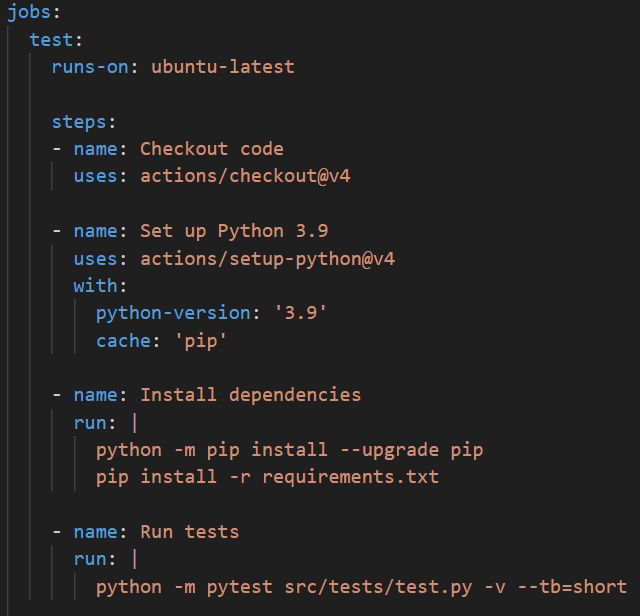 jobs:
  test:
    runs-on: ubuntu-latest

    steps:
    - name: Checkout code
      uses: actions/checkout@v4

    - name: Set up Python 3.9
      uses: actions/setup-python@v4
      with:
        python-version: '3.9'
        cache: 'pip'

    - name: Install dependencies
      run: |
        python -m pip install --upgrade pip
        pip install -r requirements.txt

    - name: Run tests
      run: |
        python -m pytest src/tests/test.py -v --tb=short